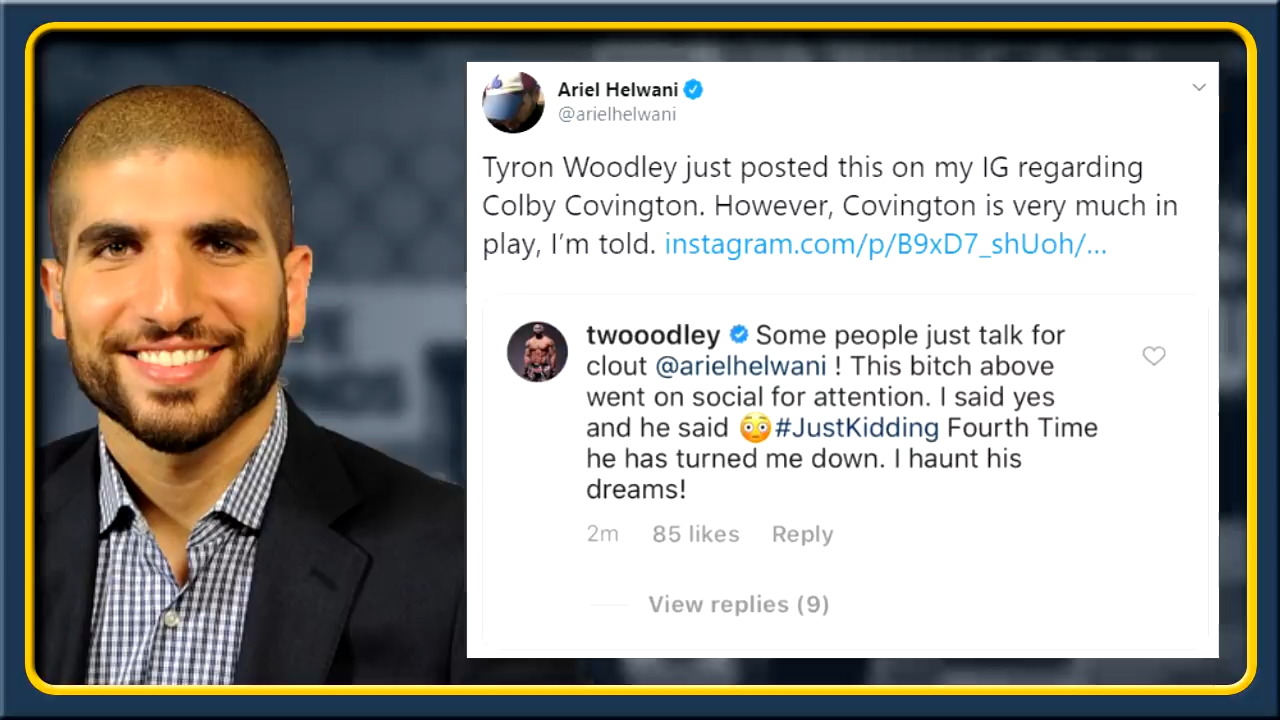 Ariel Helwani
@arielhelwani
Tyron Woodley just posted this on my IG regarding
Colby Covington. However, Covington is very much in
play, I'm told. instagram.com/p/B9xD7_shUoh/...
twooodley Some people just talk for
clout @arielhelwani ! This bitch above
went on social for attention. I said yes
and he said 😳#JustKidding Fourth Time
he has turned me down. I haunt his
dreams!
2m 85 likes Reply
View replies (9)